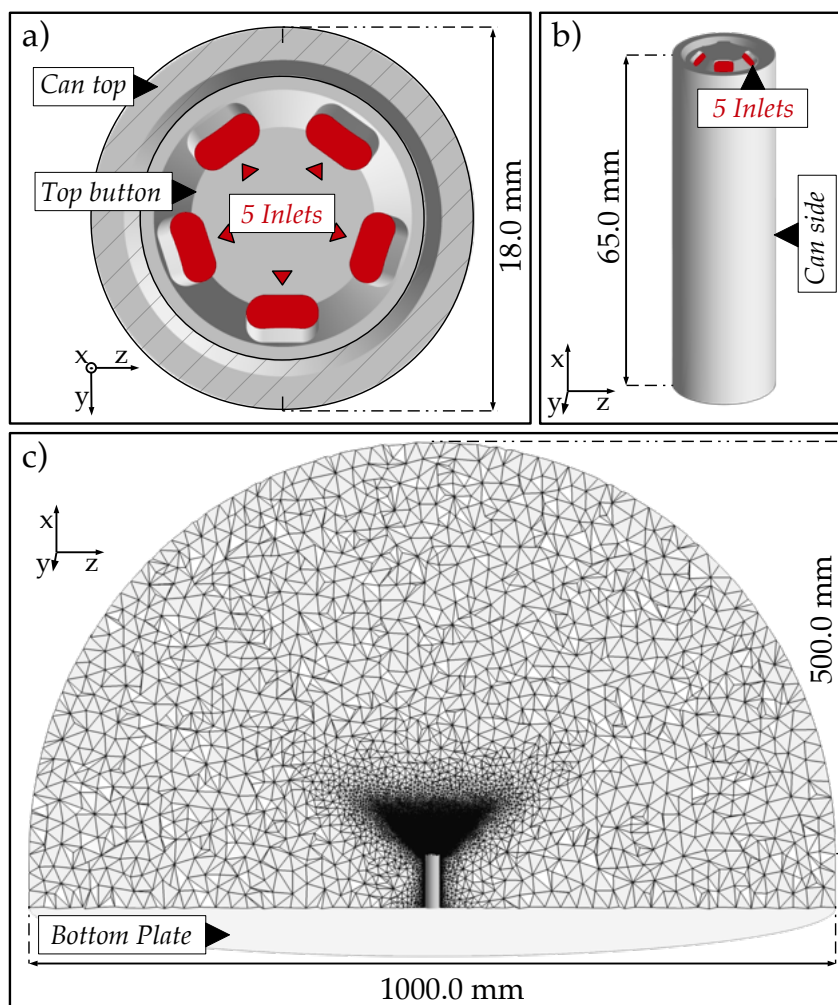 a)
Can top
Top button
5 Inlets
18.0 mm
x
z
y
b)
5 Inlets
65.0 mm
Can side
x
y
z
c)
x
y
z
500.0 mm
Bottom Plate
1000.0 mm